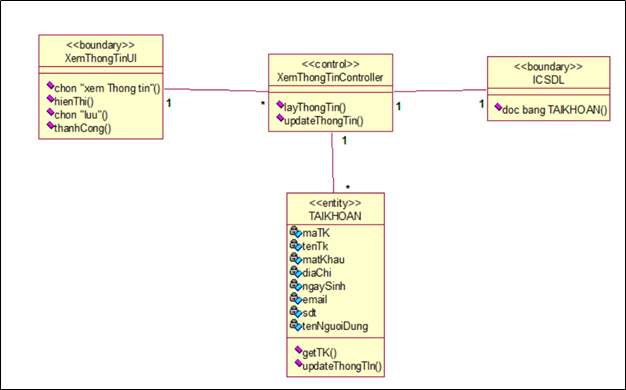 <<boundary>>
XemThongTinUI
chon "xem Thong tin"()
hienThi()
chon "luu"()
thanhCong()
1
*
<<control>>
XemThongTinController
layThongTin()
updateThongTin()
1
1
<<boundary>>
ICSDL
doc bang TAIKHOAN()
1
*
<<entity>>
TAIKHOAN
maTK
tenTk
matKhau
diaChi
ngaySinh
email
sdt
tenNguoiDung
getTK()
updateThongTIn()